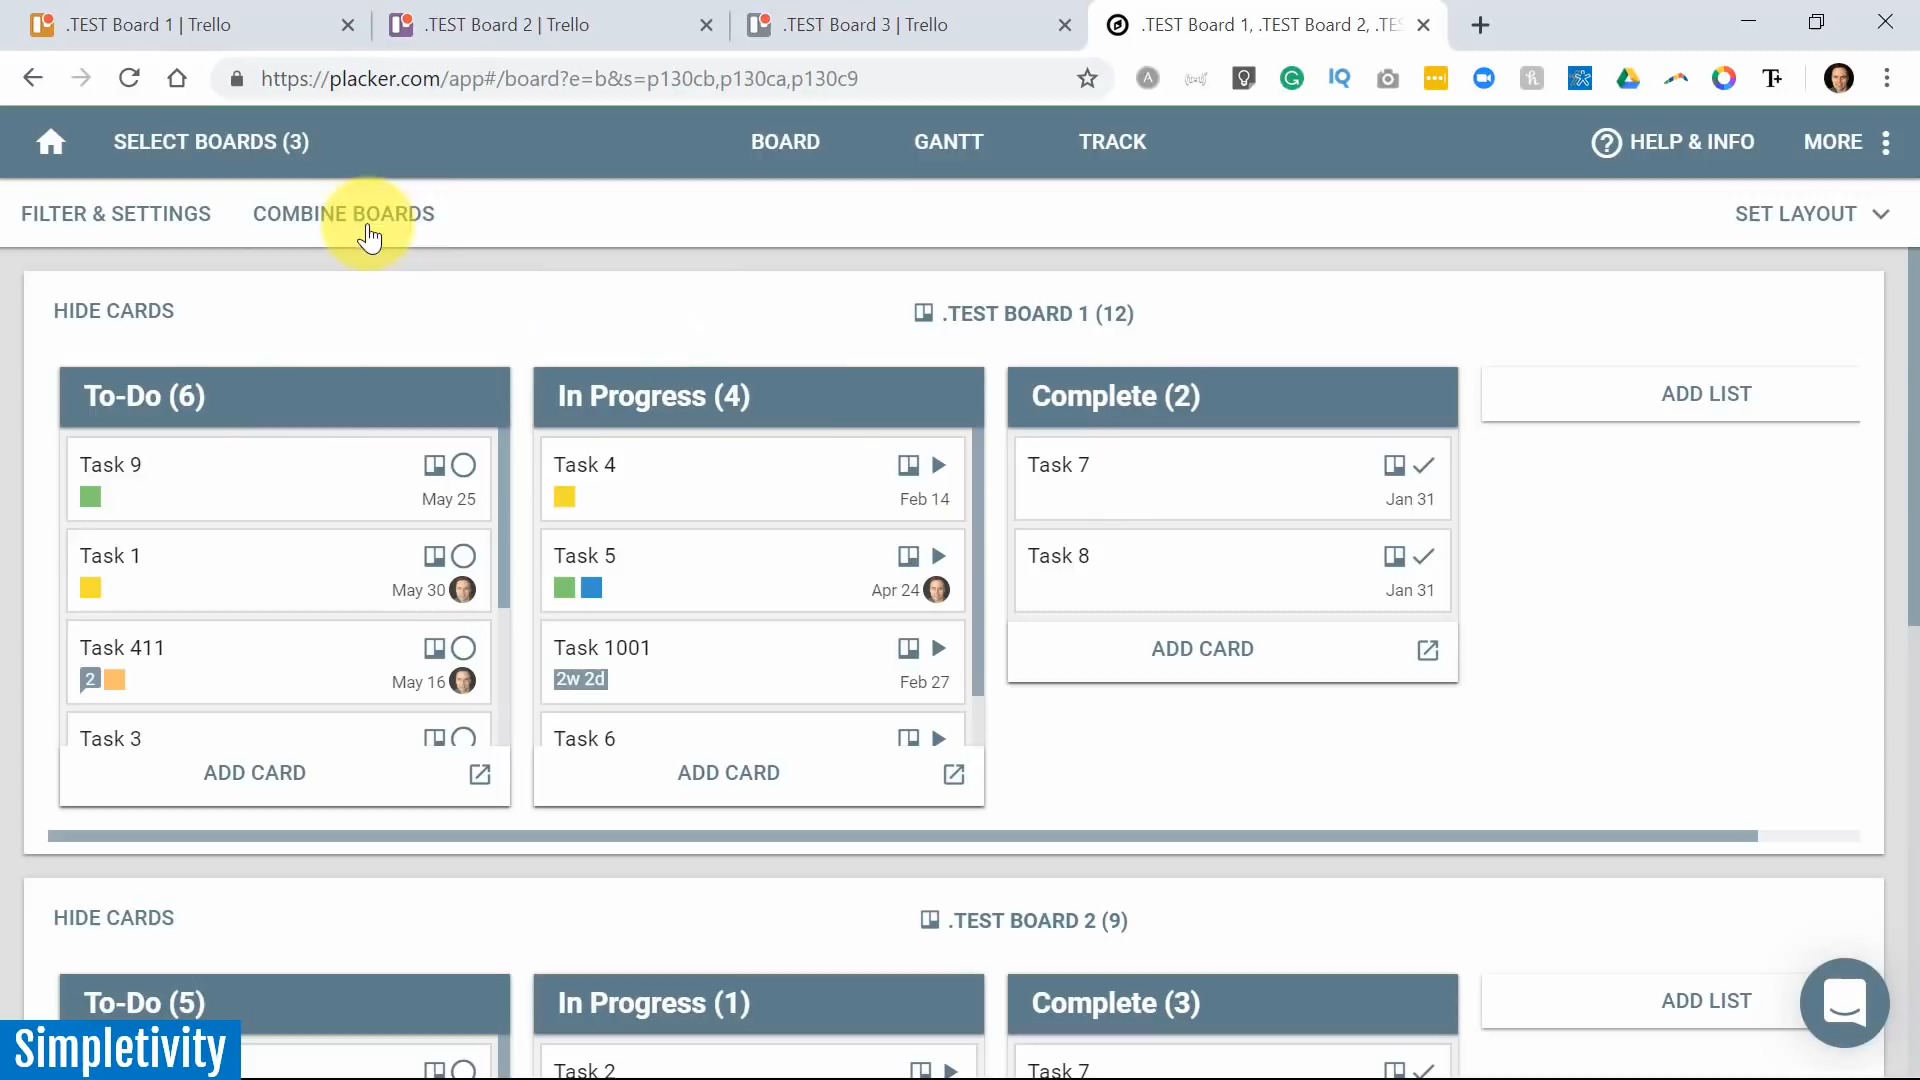 .TEST Board 1 | Trello
.TEST Board 2 | Trello
.TEST Board 3 | Trello
.TEST Board 1, .TEST Board 2, .TES
https://placker.com/app#/board?e=b&s=p130cb,p130ca,p130c9
SELECT BOARDS (3)
BOARD
GANTT
TRACK
HELP & INFO
MORE
FILTER & SETTINGS
COMBINE BOARDS
SET LAYOUT
HIDE CARDS
.TEST BOARD 1 (12)
To-Do (6)
Task 9
May 25
Task 1
May 30
Task 411
2
May 16
Task 3
ADD CARD
In Progress (4)
Task 4
Feb 14
Task 5
Apr 24
Task 1001
2w 2d
Feb 27
Task 6
ADD CARD
Complete (2)
Task 7
Jan 31
Task 8
Jan 31
ADD CARD
ADD LIST
HIDE CARDS
.TEST BOARD 2 (9)
To-Do (5)
In Progress (1)
Task 2
Complete (3)
Task 7
ADD LIST
Simpletivity